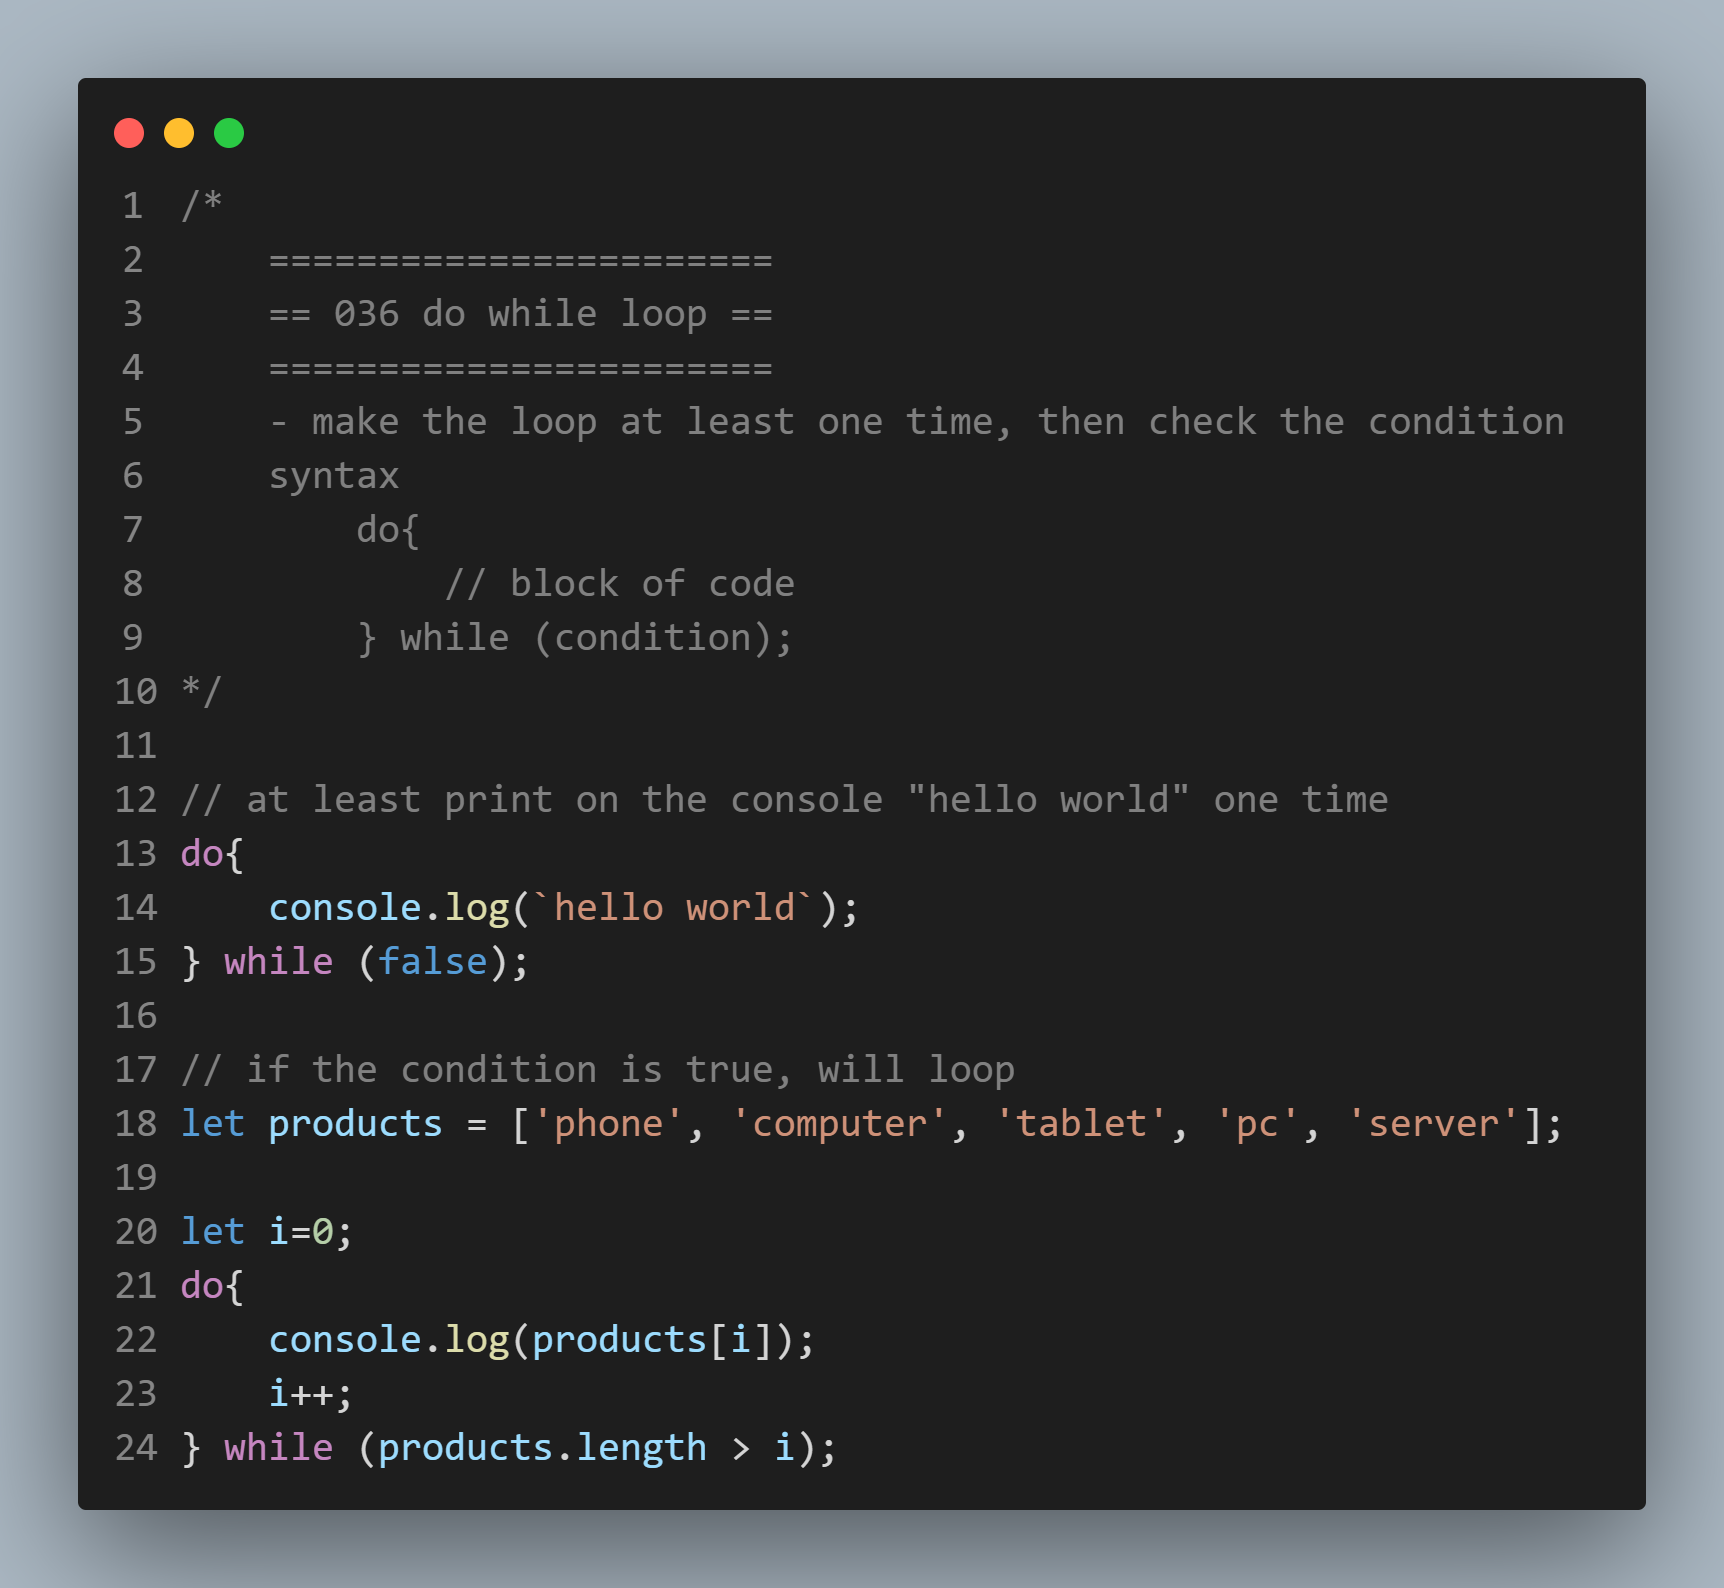 1 /*
2     =======================
3     == 036 do while loop ==
4     =======================
5     - make the loop at least one time, then check the condition
6     syntax
7         do{
8             // block of code
9         } while (condition);
10 */
11
12 // at least print on the console "hello world" one time
13 do{
14     console.log(`hello world`);
15 } while (false);
16
17 // if the condition is true, will loop
18 let products = ['phone', 'computer', 'tablet', 'pc', 'server'];
19
20 let i=0;
21 do{
22     console.log(products[i]);
23     i++;
24 } while (products.length > i);